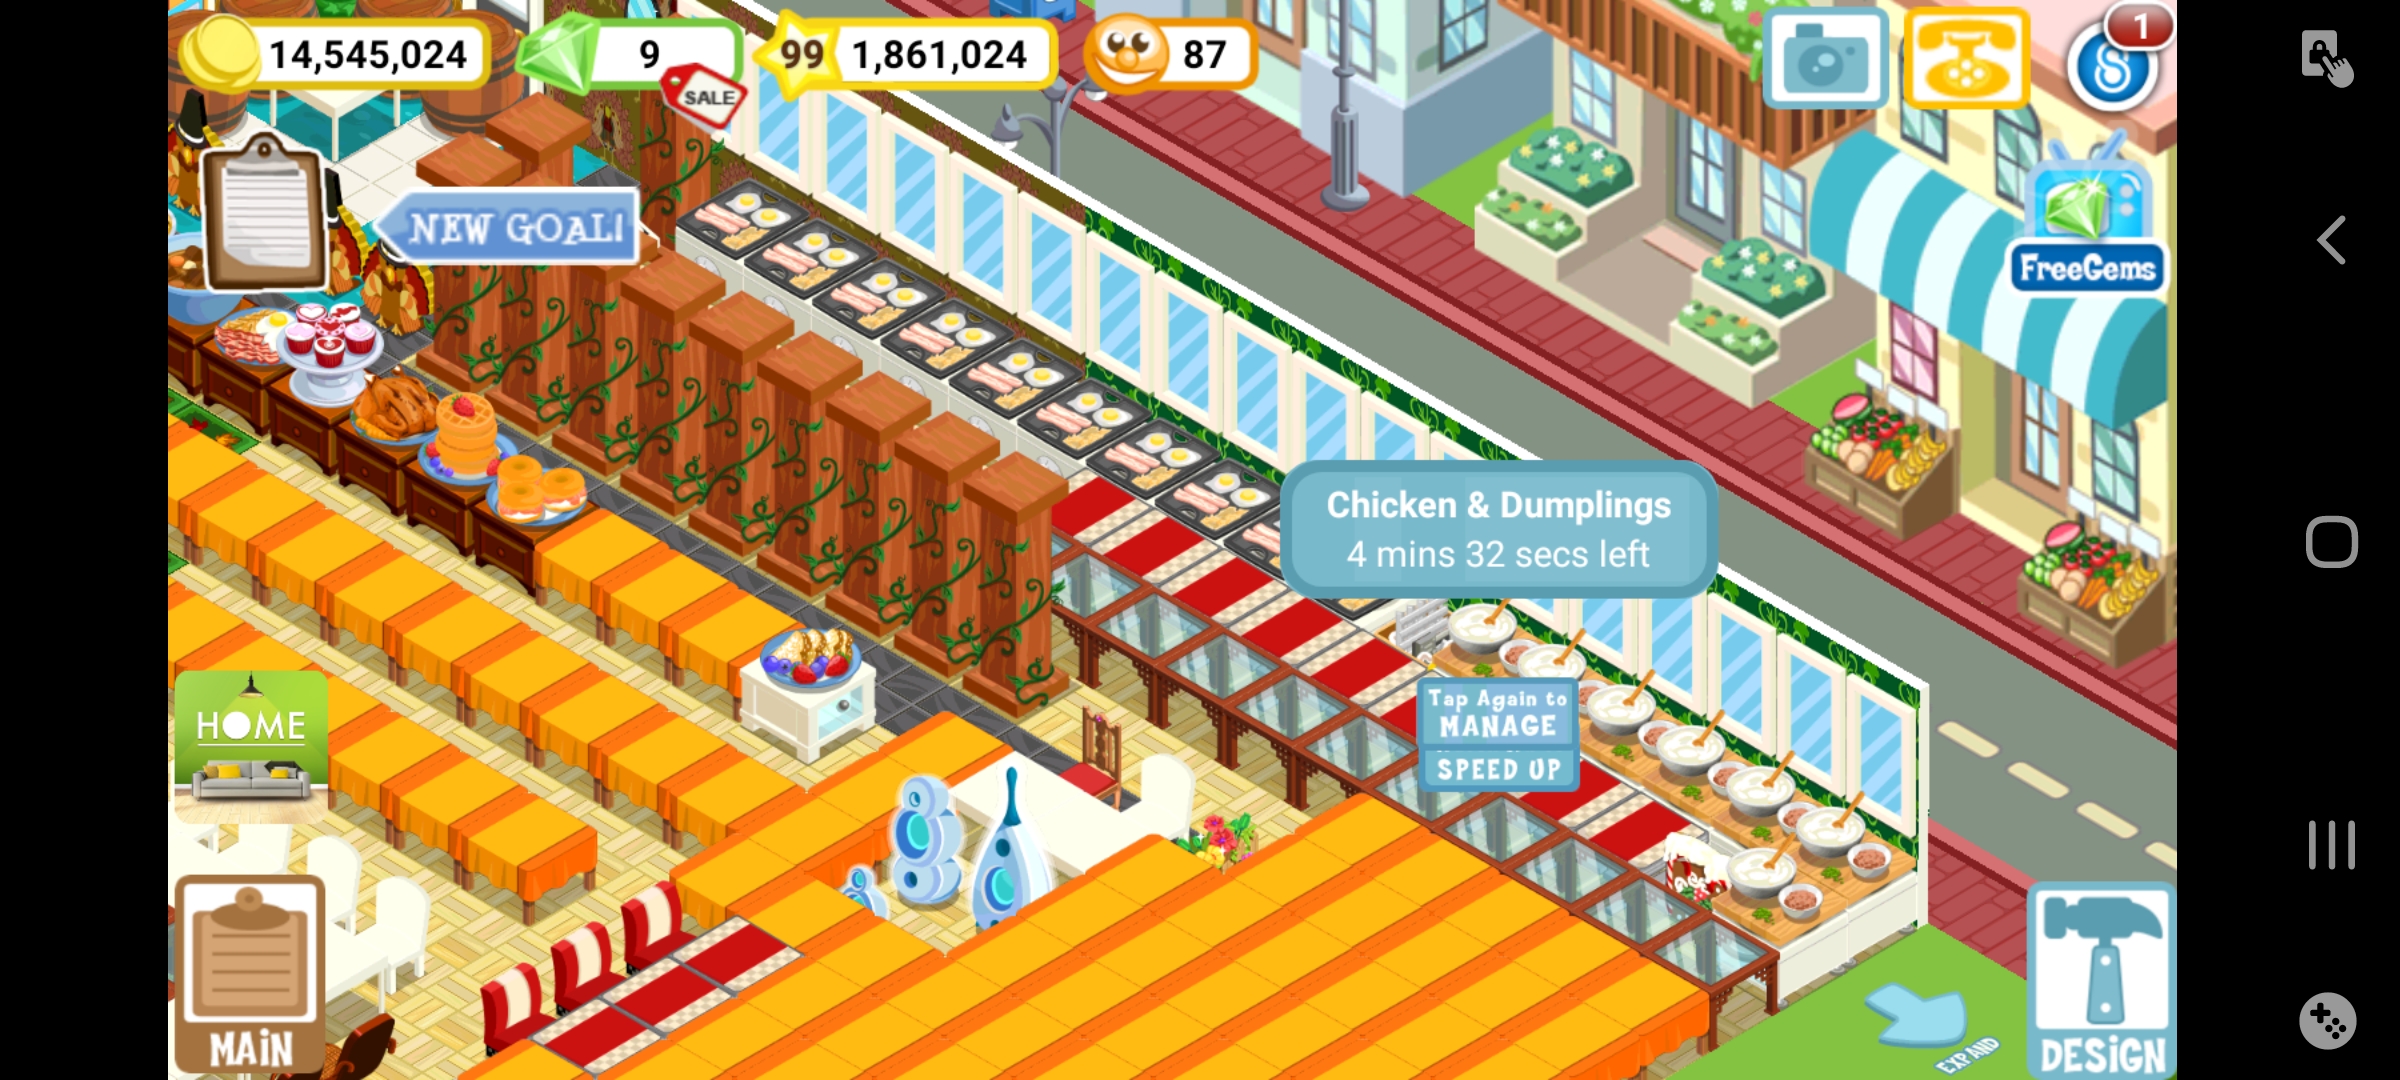 14,545,024
9
SALE
99
1,861,024
87
1
NEW GOAL!
FreeGems
Chicken & Dumplings
4 mins 32 secs left
Tap Again to
MANAGE
SPEED UP
HOME
MAiN
EXPAND
DESiGN